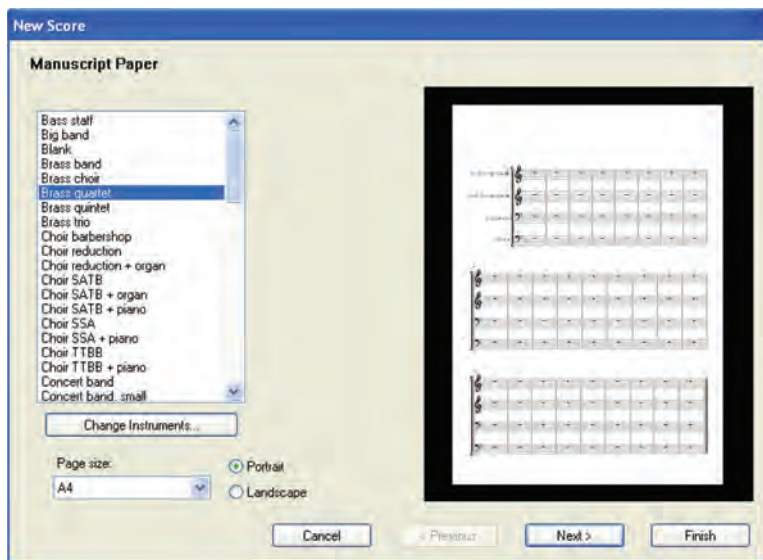 New Score
Manuscript Paper
Bass staff
Big band
Blank
Brass band
Brass choir
Brass quartet
Brass quintet
Brass trio
Choir barbershop
Choir reduction
Choir reduction + organ
Choir SATB
Choir SATB + organ
Choir SATB + piano
Choir SSA
Choir SSA + piano
Choir TTBB
Choir TTBB + piano
Concert band
Concert band, small
Change Instruments...
Page size:
A4
Portrait
Landscape
Cancel
< Previous
Next >
Finish